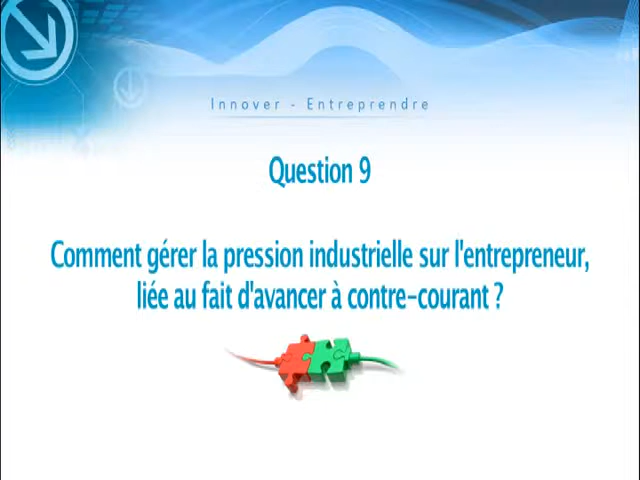 Innover - Entreprendre
Question 9
Comment gérer la pression industrielle sur l'entrepreneur,
liée au fait d'avancer à contre-courant ?